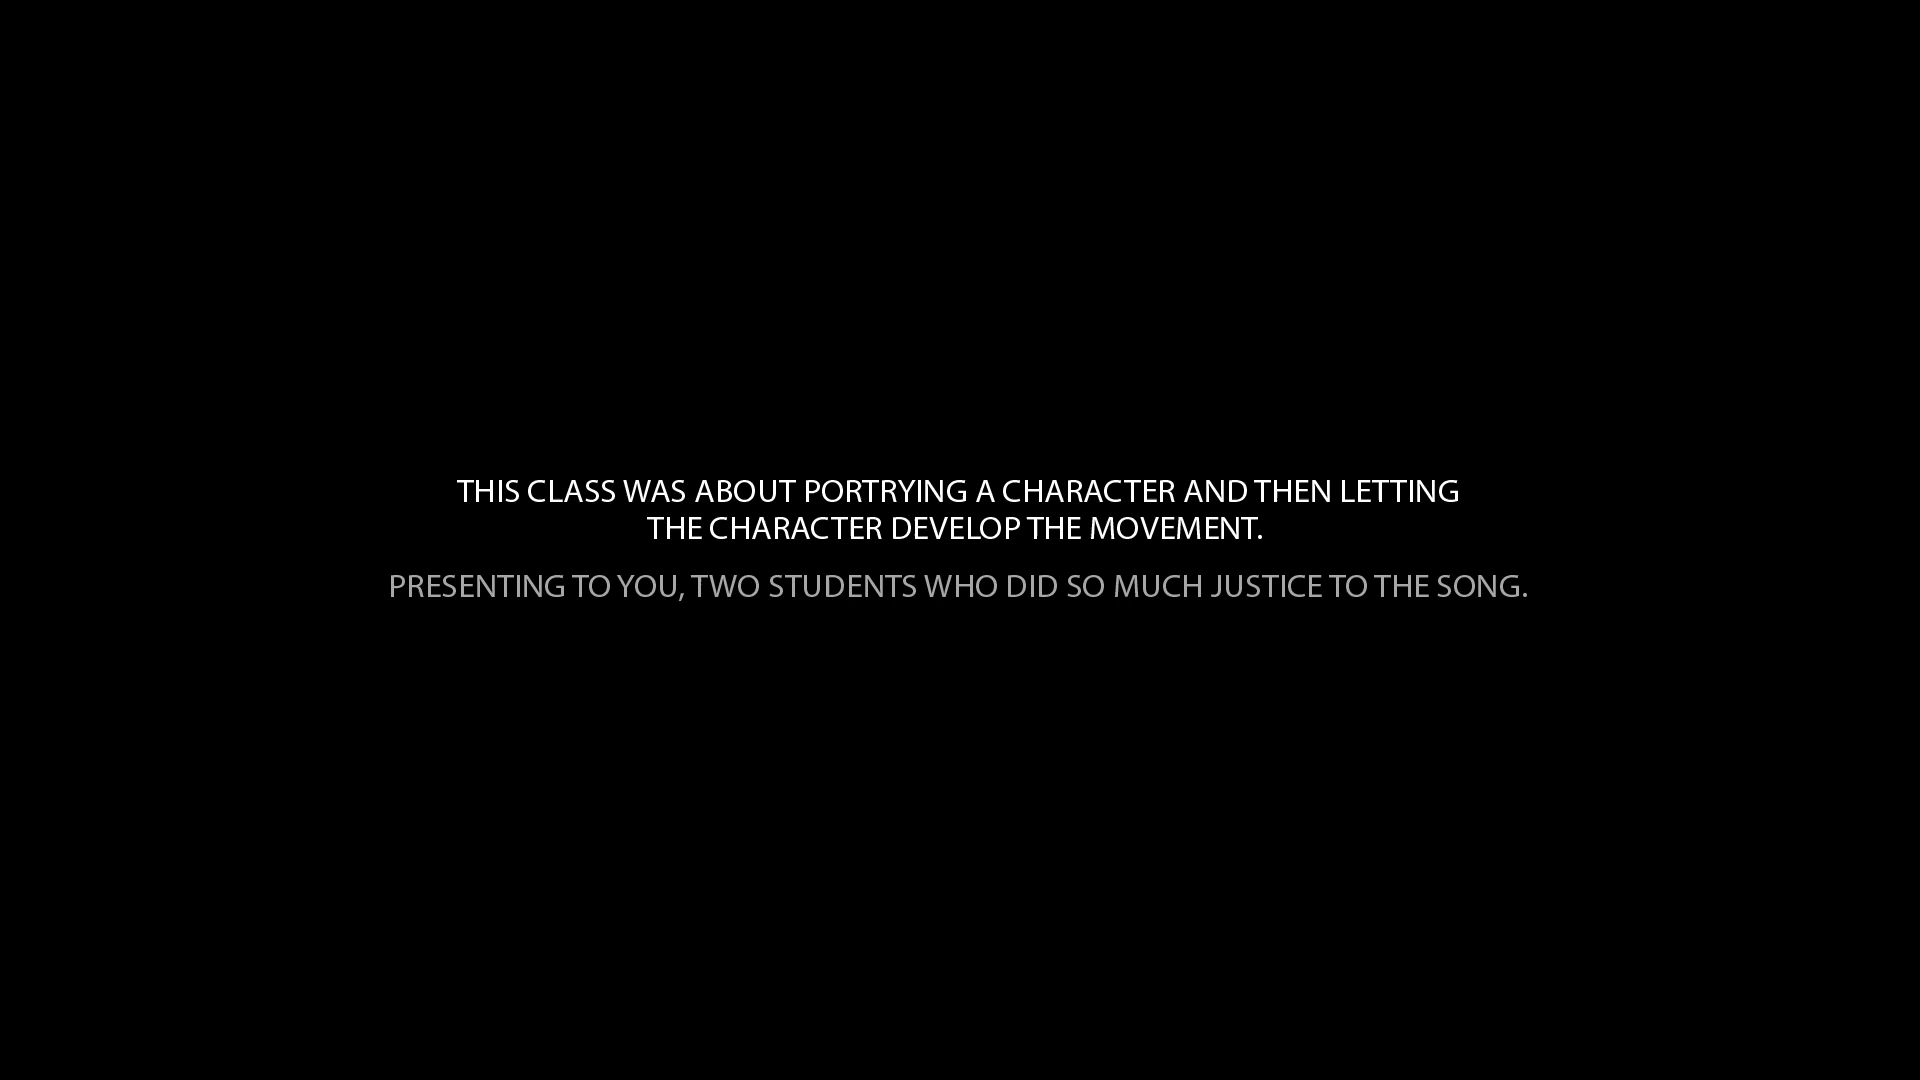 THIS CLASS WAS ABOUT PORTRYING A CHARACTER AND THEN LETTING
THE CHARACTER DEVELOP THE MOVEMENT.
PRESENTING TO YOU, TWO STUDENTS WHO DID SO MUCH JUSTICE TO THE SONG.